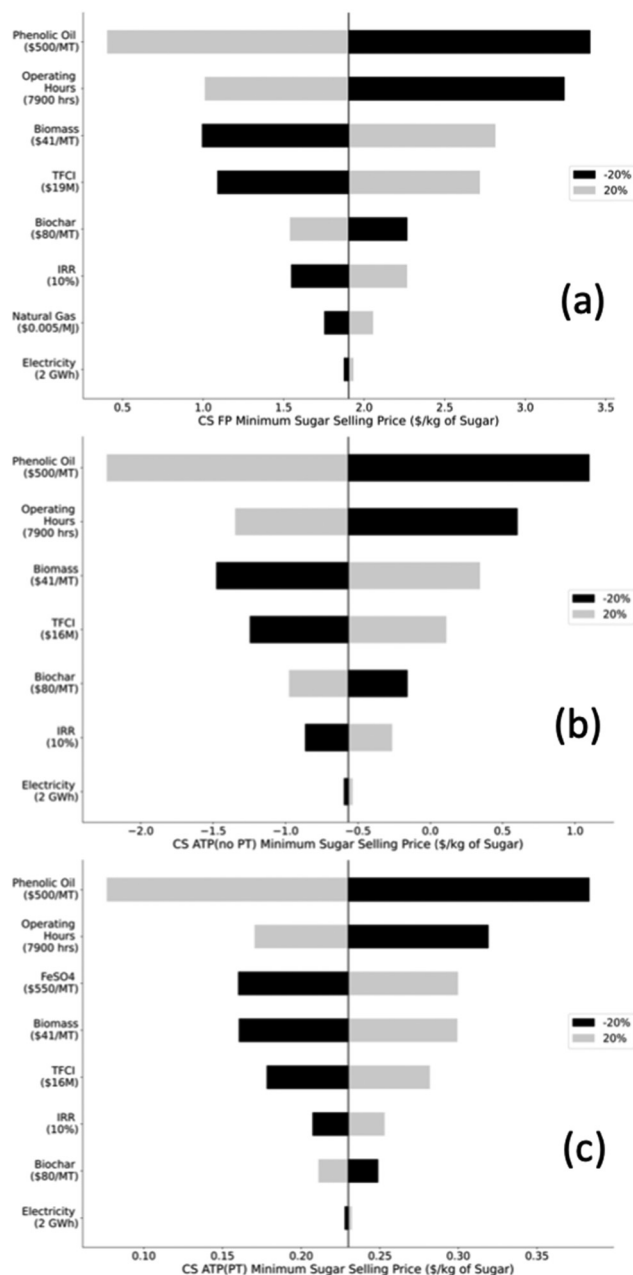 Phenolic Oil
($500/MT)
Operating
Hours
(7900 hrs)
Biomass
($41/MT)
TFCI
($19M)
Biochar
($80/MT)
IRR
(10%)
Natural Gas
($0.005/MJ)
Electricity
(2 GWh)
-20%
20%
(a)
0.5 1.0 1.5 2.0 2.5 3.0 3.5
CS FP Minimum Sugar Selling Price ($/kg of Sugar)
Phenolic Oil
($500/MT)
Operating
Hours
(7900 hrs)
Biomass
($41/MT)
TFCI
($16M)
Biochar
($80/MT)
IRR
(10%)
Electricity
(2 GWh)
-20%
20%
(b)
−2.0 −1.5 −1.0 −0.5 0.0 0.5 1.0
CS ATP(no PT) Minimum Sugar Selling Price ($/kg of Sugar)
Phenolic Oil
($500/MT)
Operating
Hours
(7900 hrs)
FeSO4
($550/MT)
Biomass
($41/MT)
TFCI
($16M)
IRR
(10%)
Biochar
($80/MT)
Electricity
(2 GWh)
-20%
20%
(c)
0.10 0.15 0.20 0.25 0.30 0.35
CS ATP(PT) Minimum Sugar Selling Price ($/kg of Sugar)